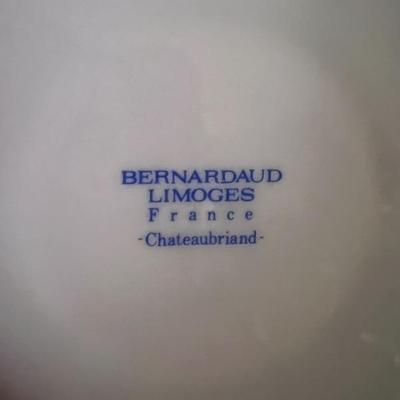 BERNARDAUD
LIMOGES
France
-Chateaubriand-